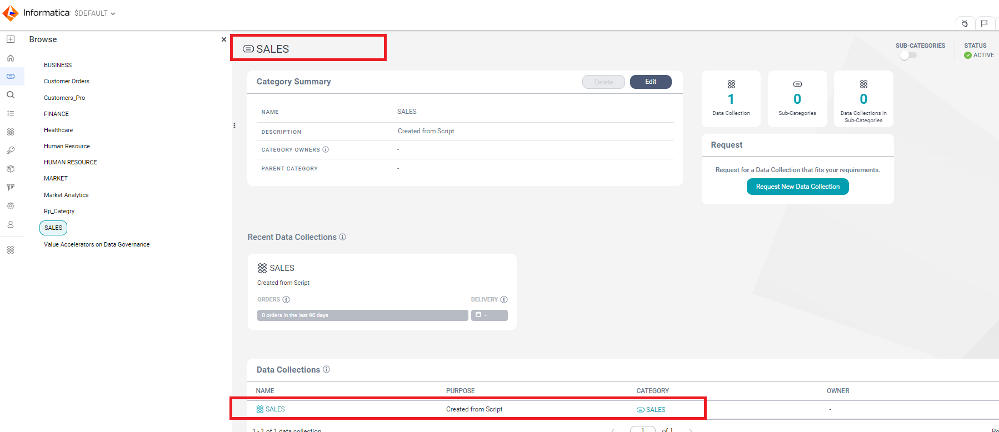 Informatica $DEFAULT
Browse
BUSINESS
Customer Orders
Customers_Pro
FINANCE
Healthcare
Human Resource
HUMAN RESOURCE
MARKET
Market Analytics
Rp_Categry
SALES
Value Accelerators on Data Governance
SALES
SUB-CATEGORIES
STATUS
ACTIVE
Category Summary
Delete
Edit
NAME SALES
DESCRIPTION Created from Script
CATEGORY OWNERS -
PARENT CATEGORY -
1
Data Collection
0
Sub-Categories
0
Data Collections in
Sub-Categories
Request
Request for a Data Collection that fits your requirements.
Request New Data Collection
Recent Data Collections
SALES
Created from Script
ORDERS DELIVERY
0 orders in the last 90 days -
Data Collections
NAME PURPOSE CATEGORY OWNER
SALES Created from Script SALES -
1 - 1 of 1 data collection 1 of 1